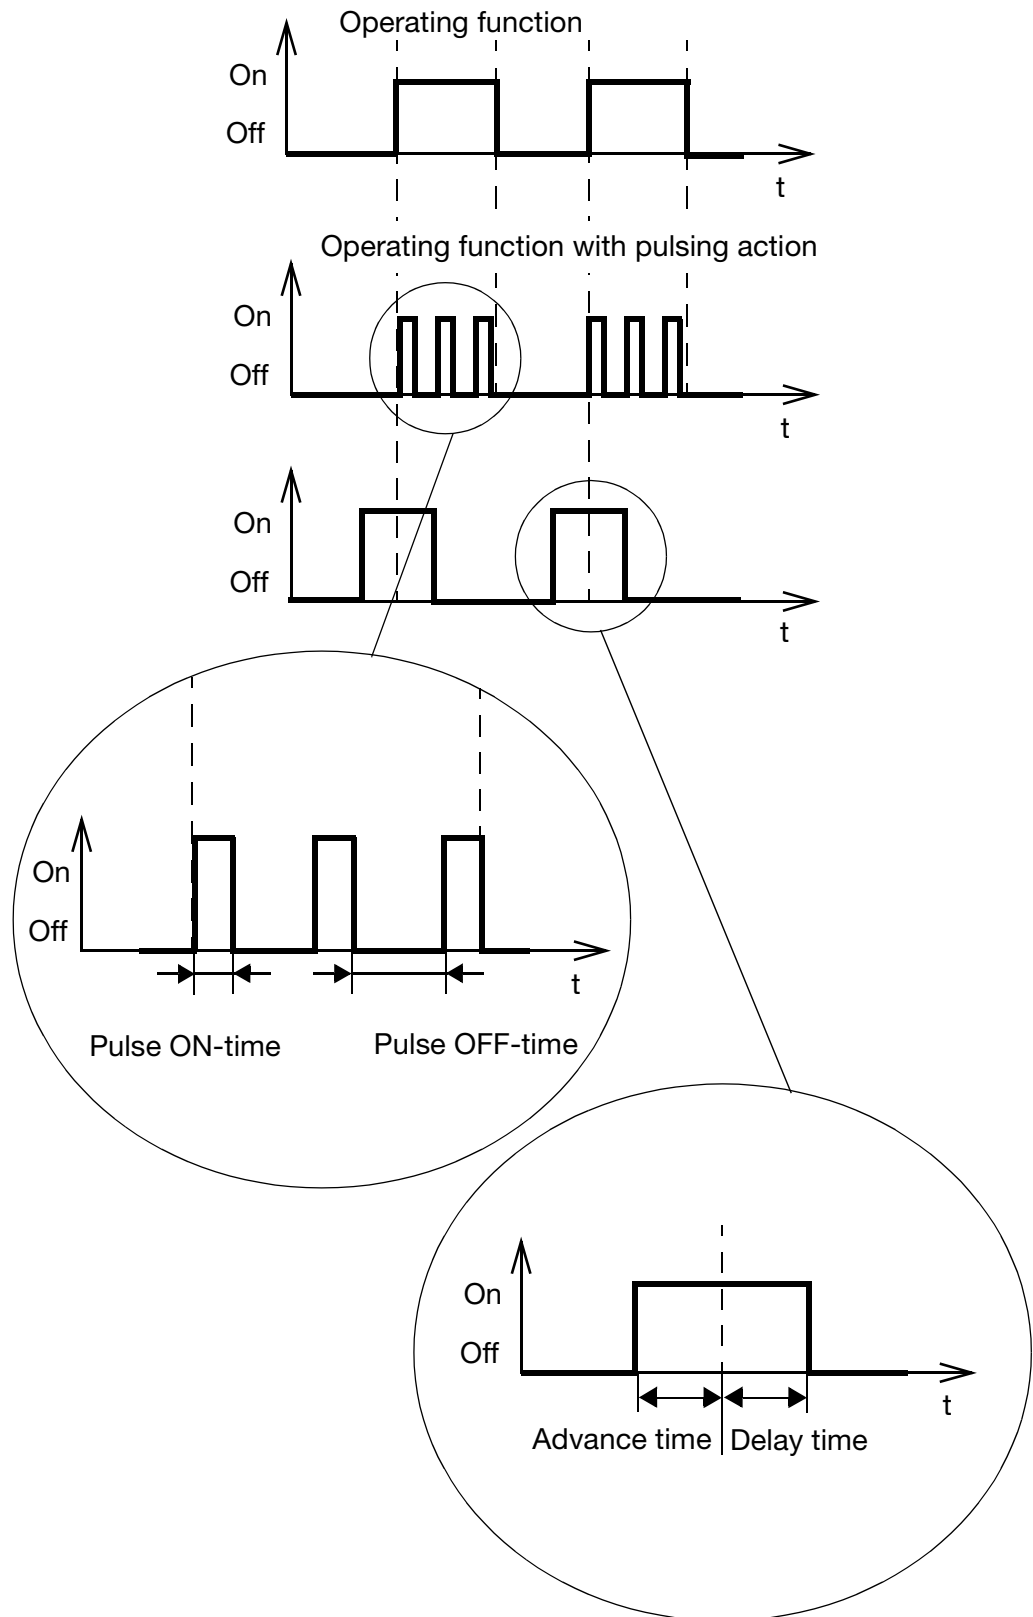 Operating function
On
Off
t
Operating function with pulsing action
On
Off
t
On
Off
t
On
Off
t
Pulse ON-time Pulse OFF-time
On
Off
t
Advance time Delay time